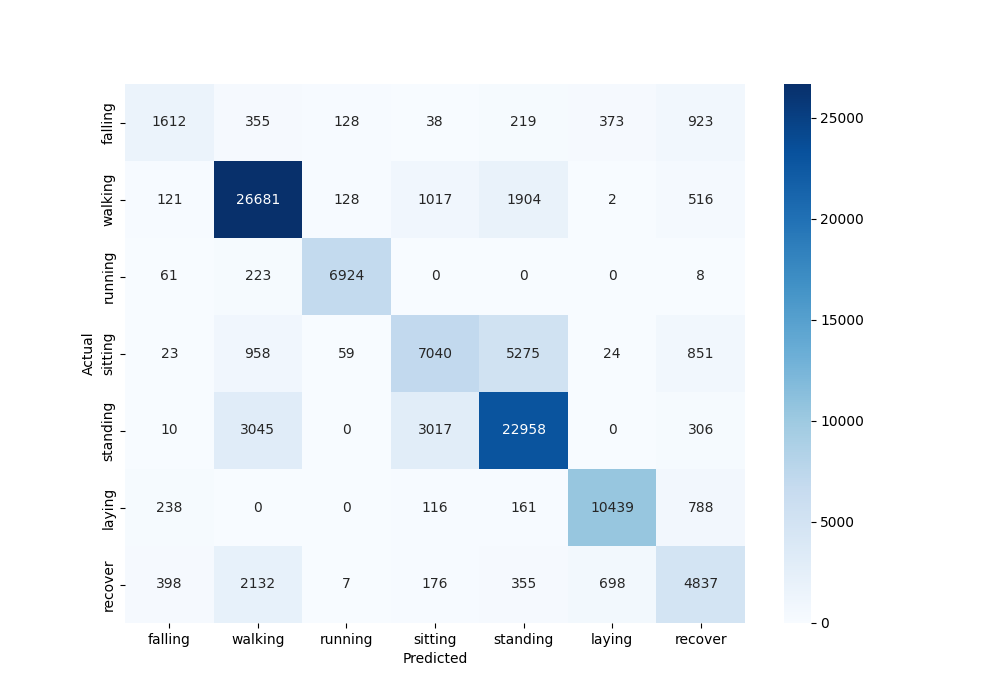 falling 1612 355 128 38 219 373 923
walking 121 26681 128 1017 1904 2 516
running 61 223 6924 0 0 0 8
sitting 23 958 59 7040 5275 24 851
standing 10 3045 0 3017 22958 0 306
laying 238 0 0 116 161 10439 788
recover 398 2132 7 176 355 698 4837
falling walking running sitting standing laying recover
Predicted
Actual
25000
20000
15000
10000
5000
0